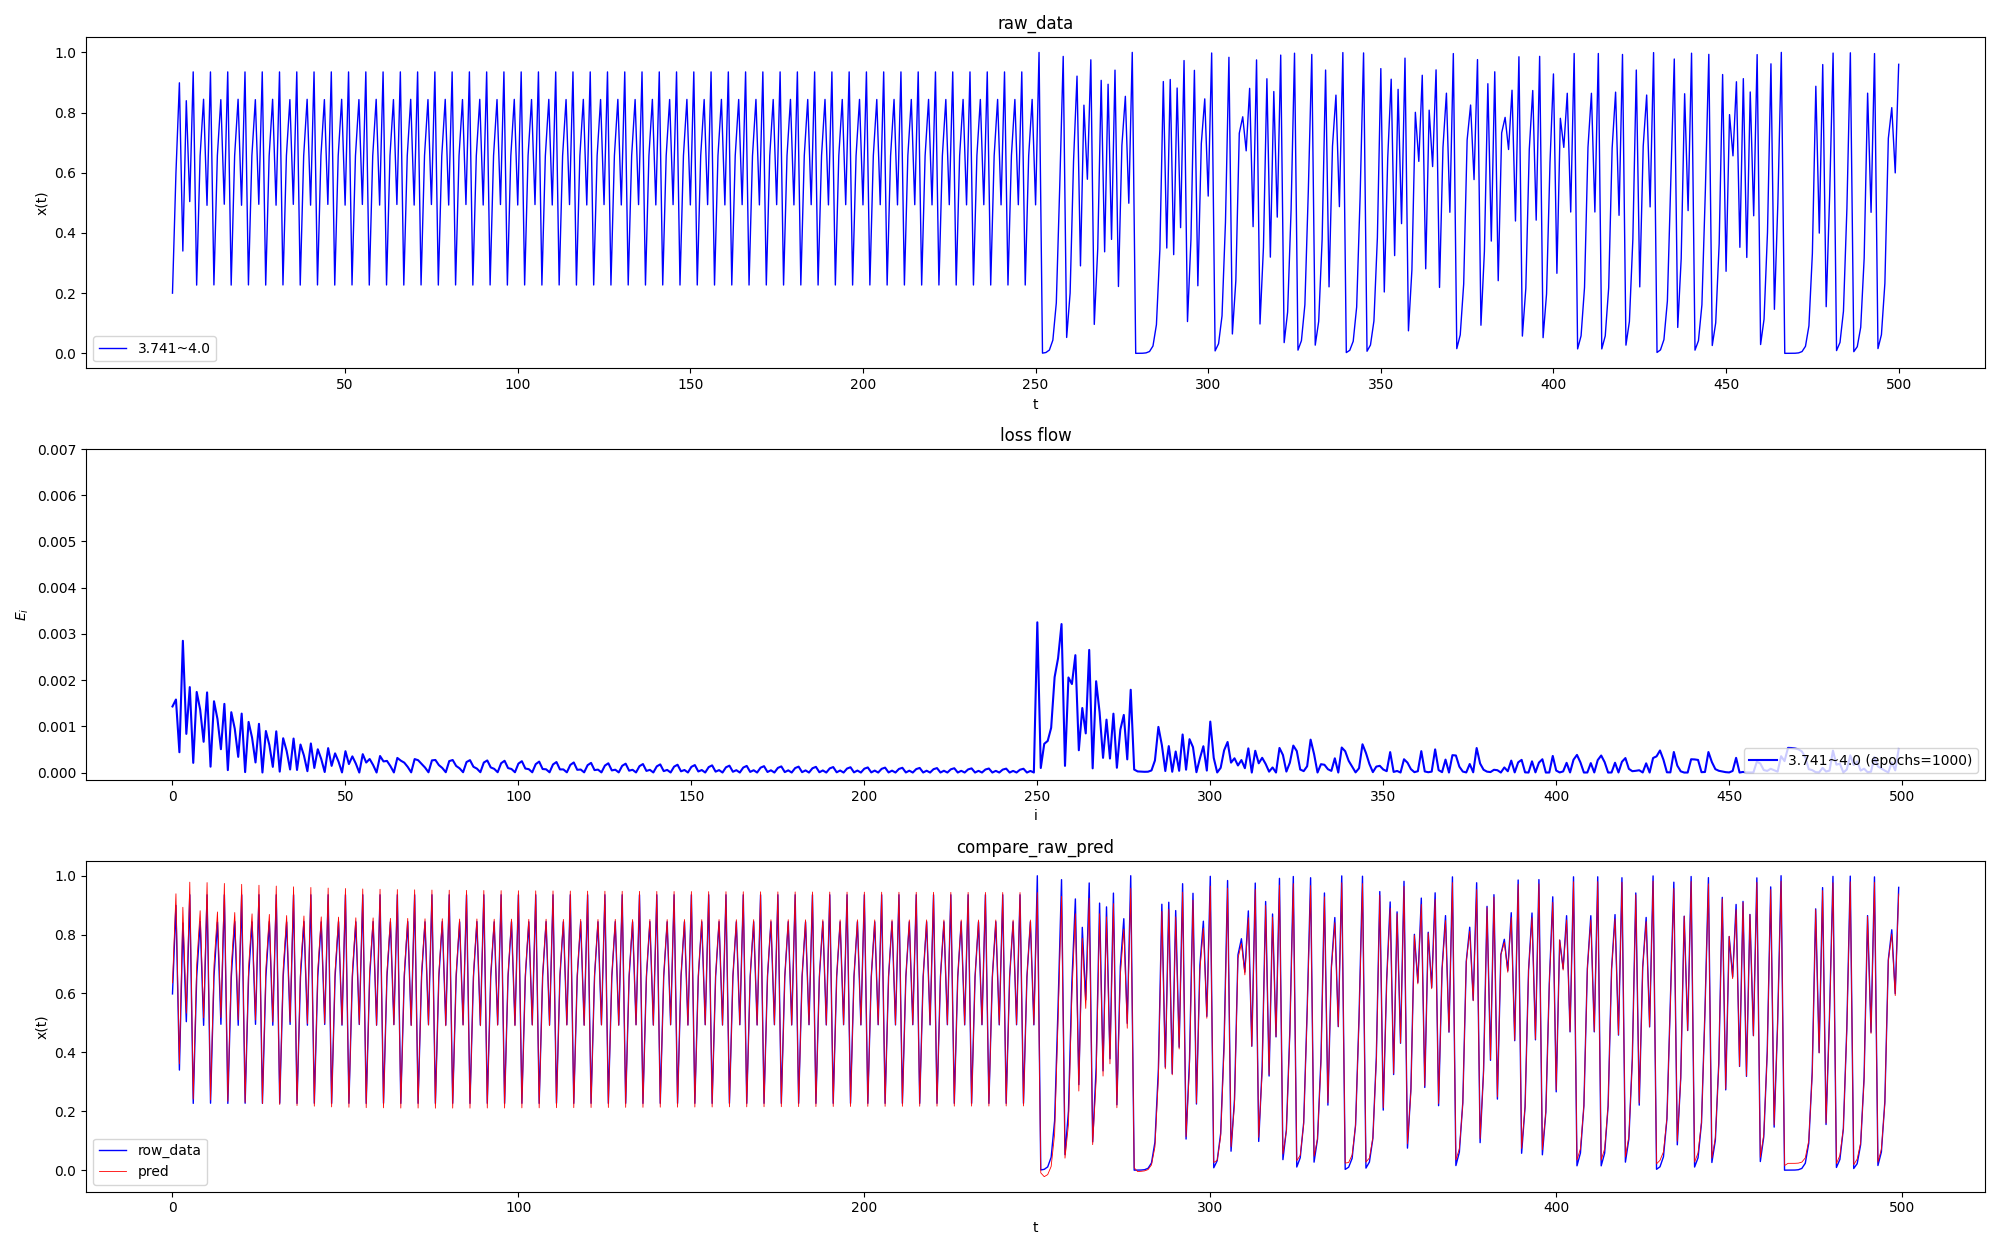 raw_data
1.0
0.8
0.6
0.4
0.2
0.0
x(t)
3.741~4.0
50 100 150 200 250 300 350 400 450 500
t
loss flow
0.007
0.006
0.005
0.004
0.003
0.002
0.001
0.000
E_i
3.741~4.0 (epochs=1000)
0 50 100 150 200 250 300 350 400 450 500
i
compare_raw_pred
1.0
0.8
0.6
0.4
0.2
0.0
x(t)
row_data
pred
0 100 200 300 400 500
t